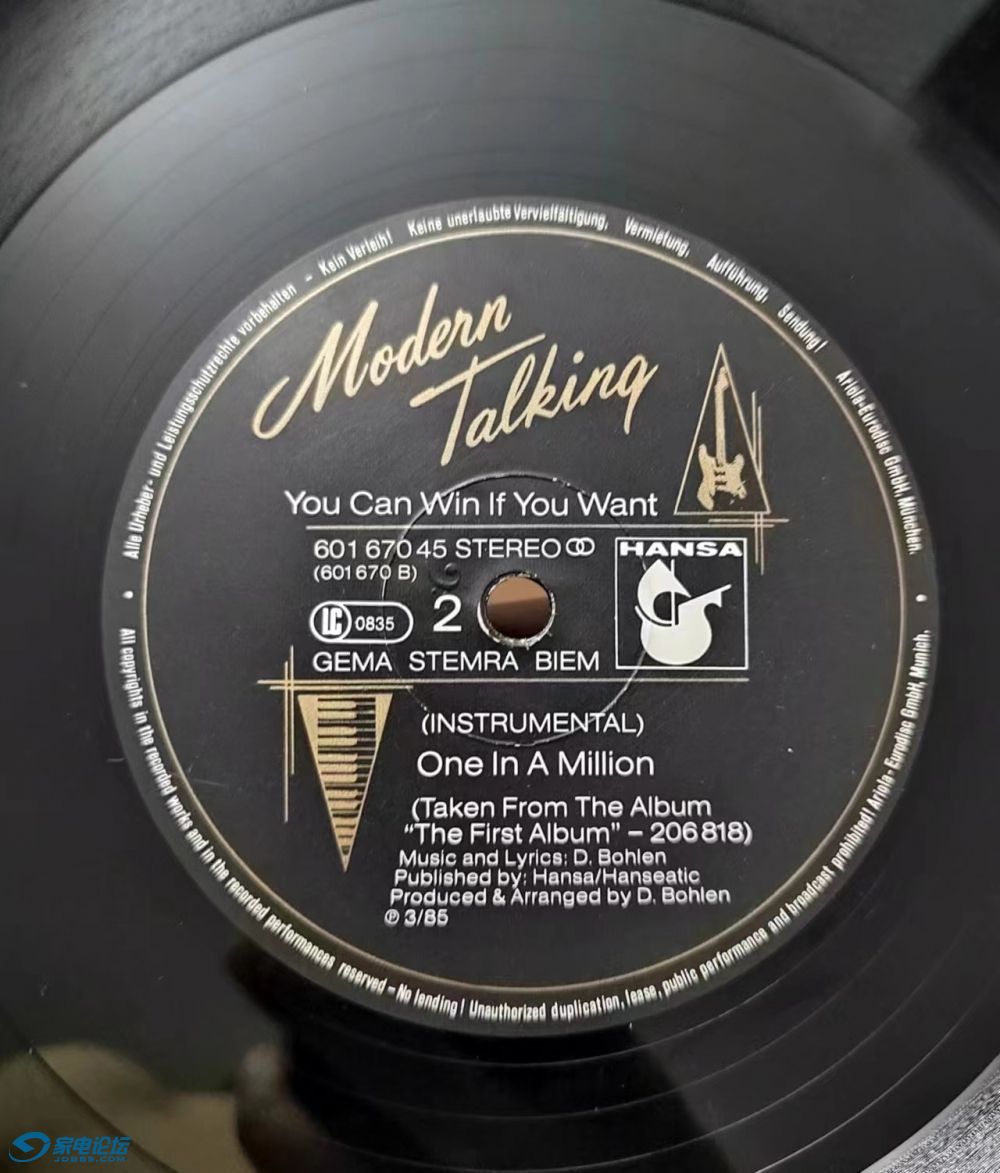 Alle Urheber- und Leistungsschutzrechte vorbehalten – Kein Verleih! Keine unerlaubte Vervielfältigung, Vermietung, Aufführung, Sendung! Ariola-Eurodisc GmbH, München.
Modern
Talking
You Can Win If You Want
601 670 45 STEREO
(601 670 B)
HANSA
LC 0835
2
GEMA STEMRA BIEM
(INSTRUMENTAL)
One In A Million
(Taken From The Album
“The First Album” – 206 818)
Music and Lyrics: D. Bohlen
Published by: Hansa/Hanseatic
Produced & Arranged by D. Bohlen
℗ 3/85
All copyrights in the recorded works and in the recorded performances reserved – No lending! Unauthorized duplication, lease, public performance and broadcast prohibited! Ariola-Eurodisc GmbH, Munich.
家电论坛
JD883.COM